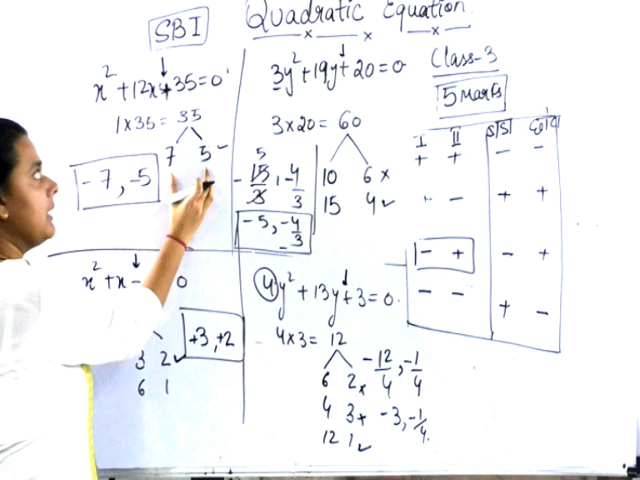 SBI
Quadratic Equation
Class-3
5 Marks
x² + 12x + 35 = 0
1 x 35 = 35
7 5 -
- 7, - 5
3y² + 19y + 20 = 0
3 x 20 = 60
10 6 x
15 4 ✓
5
- 15/3, - 4/3
- 5, - 4/3
I II S/S
+ + - -
- - + +
- + - +
- - + -
x² + x - 0
3 2 ✓
6 1
+3, +2
4y² + 13y + 3 = 0.
4 x 3 = 12
6 2 x
4 3 x
12 1 ✓
- 12/4, - 1/4
- 3, - 1/4.